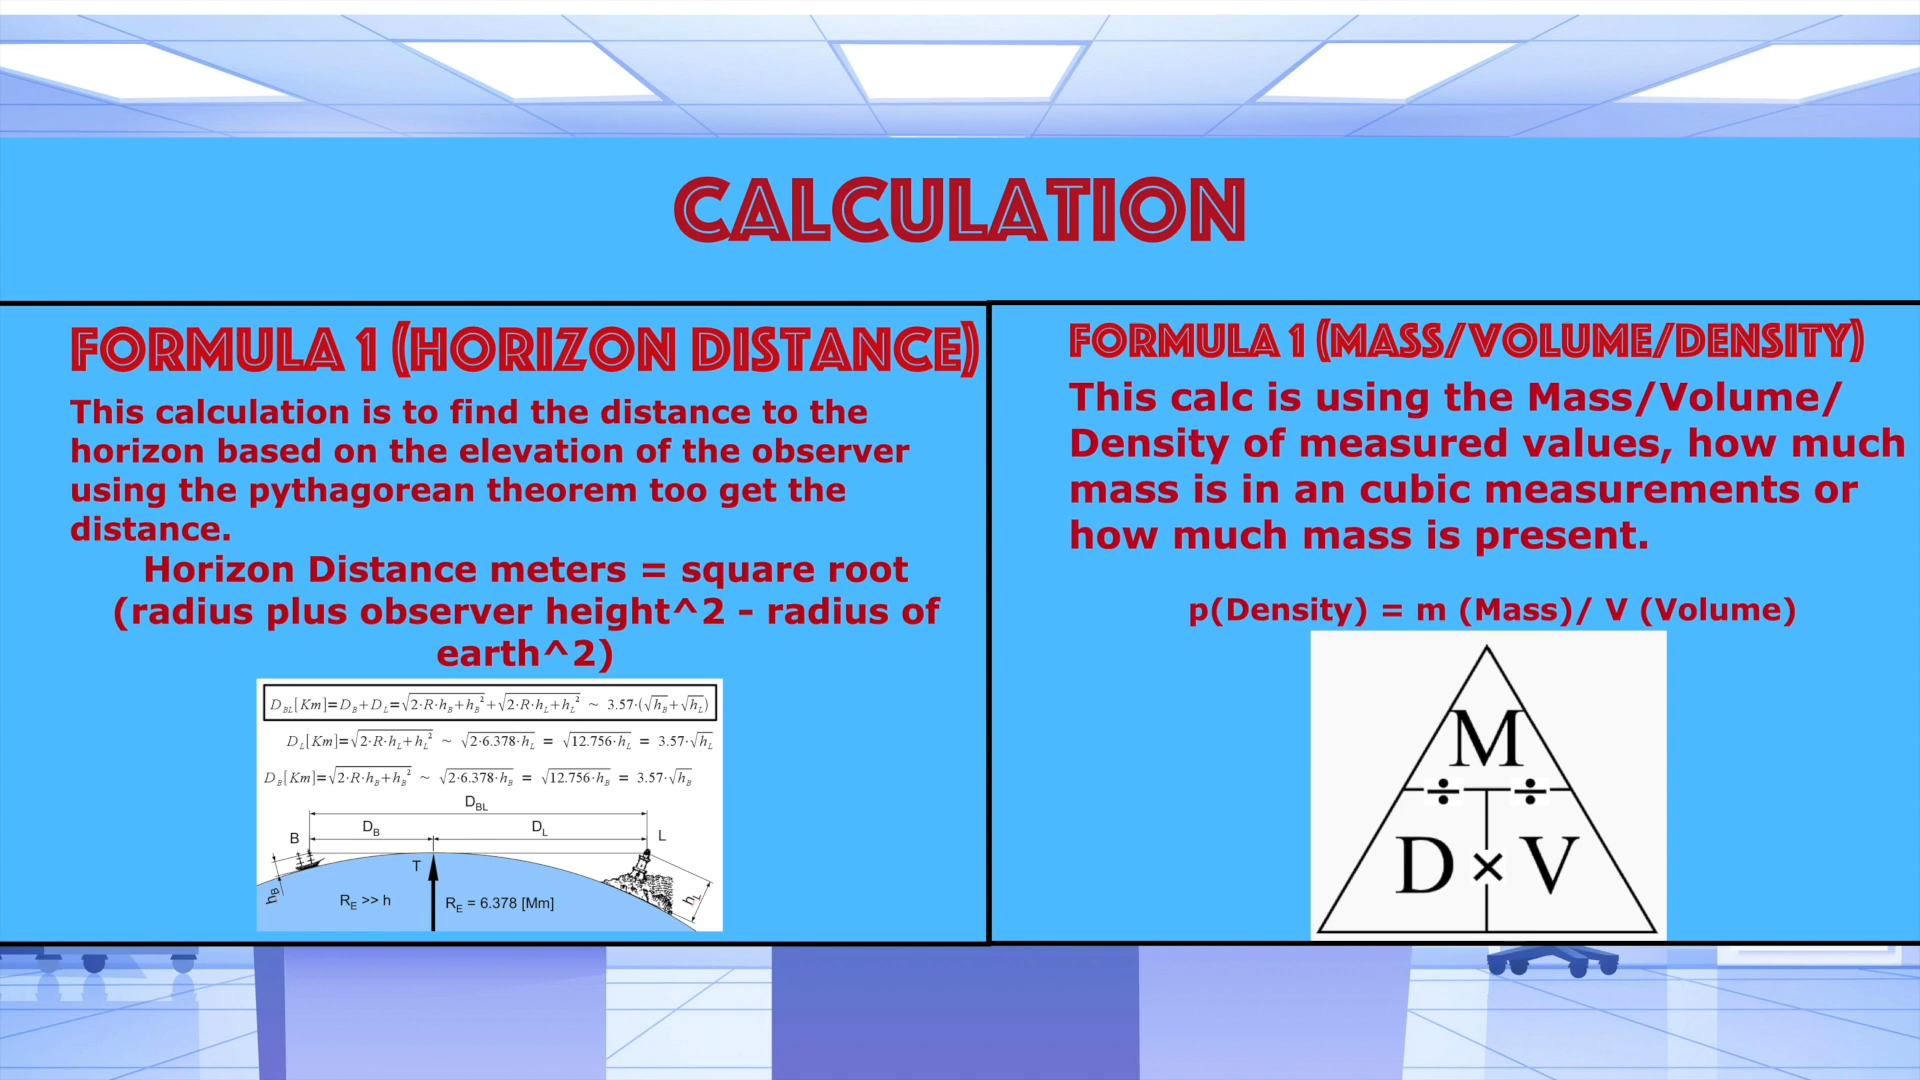 CALCULATION
FORMULA 1 (HORIZON DISTANCE)
This calculation is to find the distance to the
horizon based on the elevation of the observer
using the pythagorean theorem too get the
distance.
Horizon Distance meters = square root
(radius plus observer height^2 - radius of
earth^2)
D_BL[Km]=D_B+D_L=√(2·R·h_B+h_B²)+√(2·R·h_L+h_L²) ~ 3.57·(√h_B+√h_L)
D_L[Km]=√(2·R·h_L+h_L²) ~ √(2·6.378·h_L) = √(12.756·h_L) = 3.57·√h_L
D_B[Km]=√(2·R·h_B+h_B²) ~ √(2·6.378·h_B) = √(12.756·h_B) = 3.57·√h_B
D_BL
D_B
D_L
B
L
T
h_B
R_E >> h
R_E = 6.378 [Mm]
h_L
FORMULA 1 (MASS/VOLUME/DENSITY)
This calc is using the Mass/Volume/
Density of measured values, how much
mass is in an cubic measurements or
how much mass is present.
p(Density) = m (Mass)/ V (Volume)
M
÷ ÷
D × V